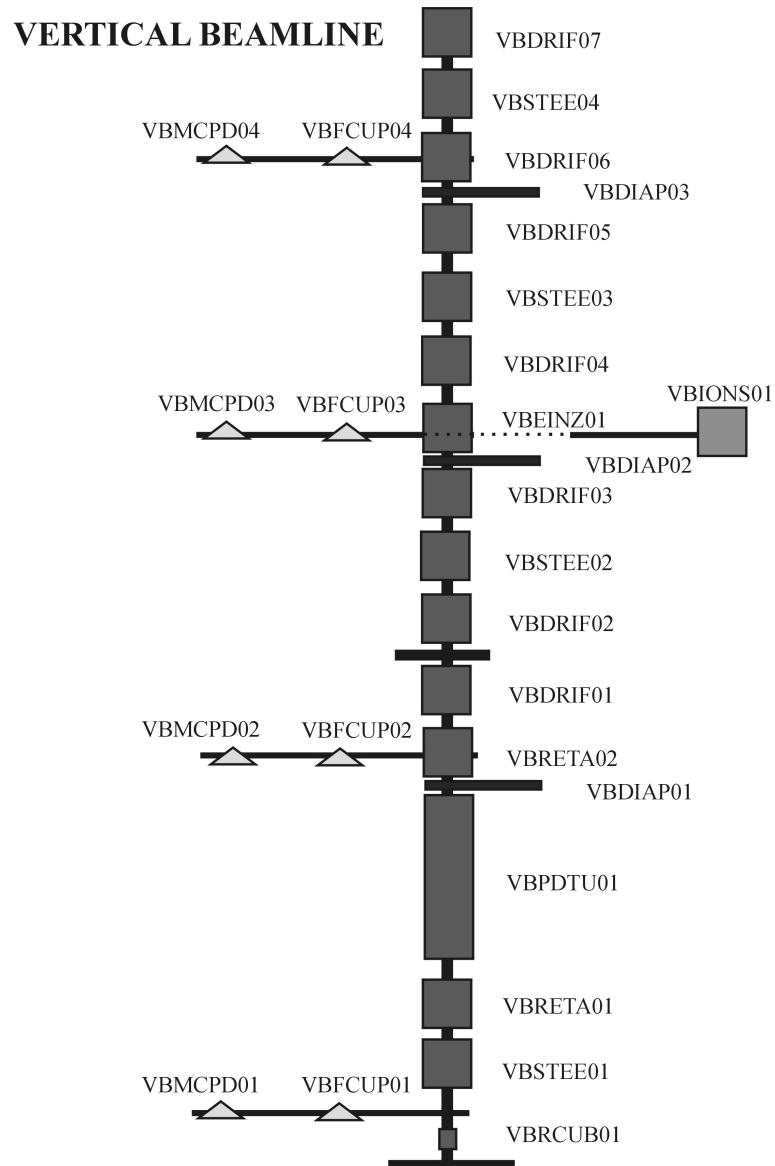 VERTICAL BEAMLINE
VBDRIF07
VBSTEE04
VBMCPD04 VBFCUP04
VBDRIF06
VBDIAP03
VBDRIF05
VBSTEE03
VBDRIF04
VBIONS01
VBMCPD03 VBFCUP03 VBEINZ01
VBDIAP02
VBDRIF03
VBSTEE02
VBDRIF02
VBDRIF01
VBMCPD02 VBFCUP02
VBRETA02
VBDIAP01
VBPDTU01
VBRETA01
VBSTEE01
VBMCPD01 VBFCUP01
VBRCUB01